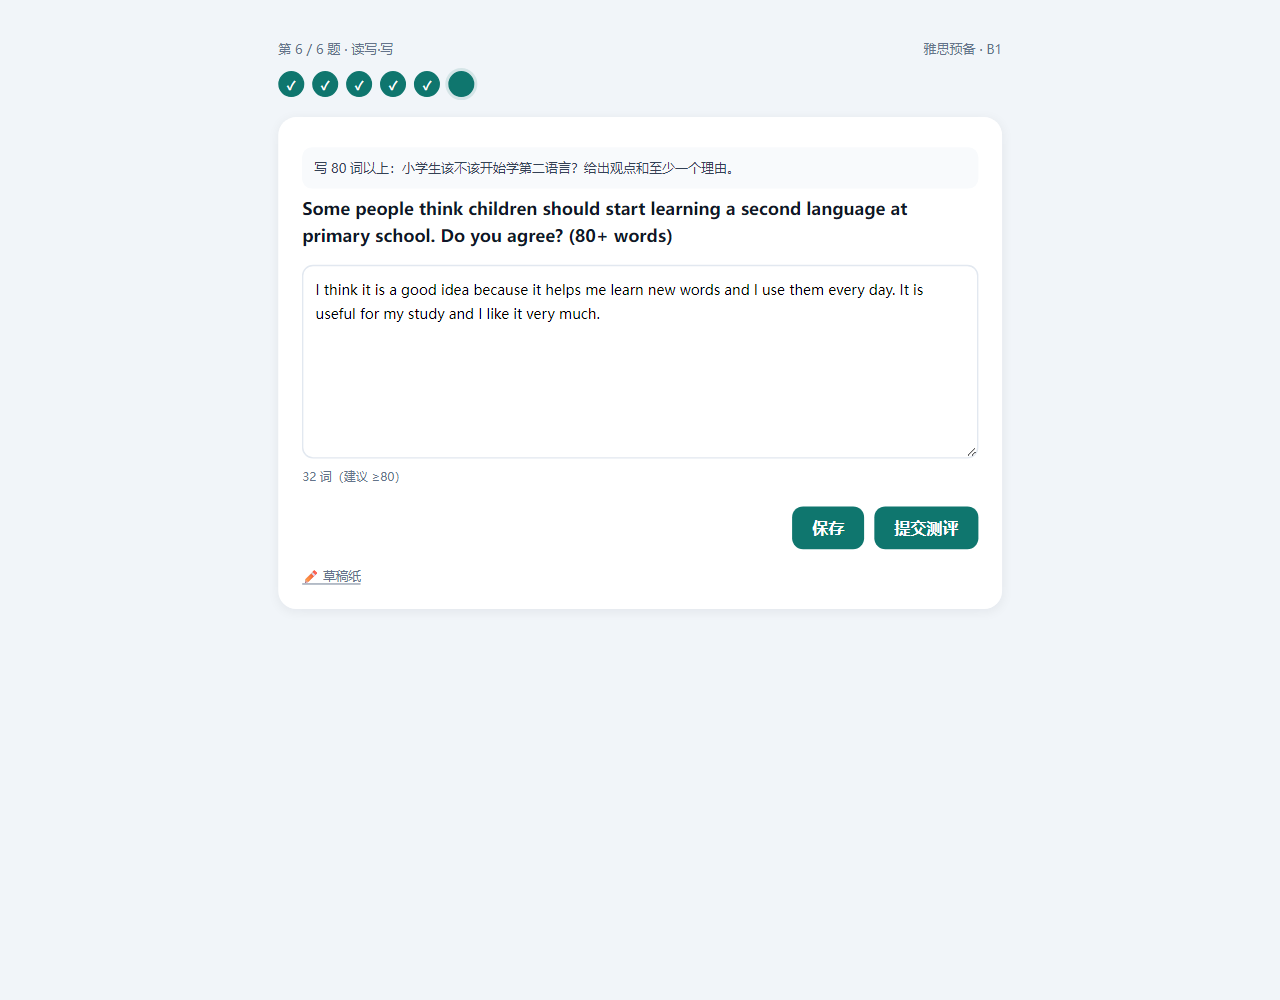 第 6 / 6 题 · 读写·写
雅思预备 · B1
✓ ✓ ✓ ✓ ✓
写 80 词以上：小学生该不该开始学第二语言？给出观点和至少一个理由。
Some people think children should start learning a second language at
primary school. Do you agree? (80+ words)
I think it is a good idea because it helps me learn new words and I use them every day. It is
useful for my study and I like it very much.
32 词（建议 ≥80）
保存
提交测评
✏️ 草稿纸